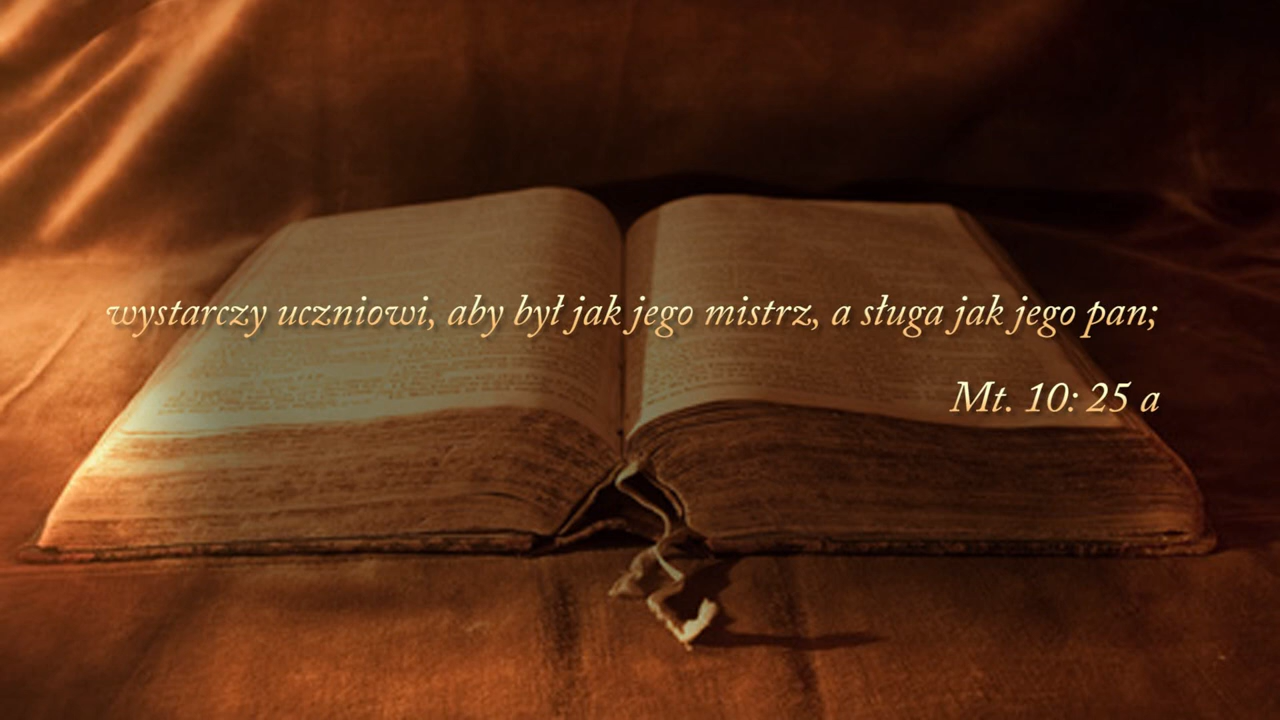 wystarczy uczniowi, aby był jak jego mistrz, a sługa jak jego pan;
Mt. 10: 25 a